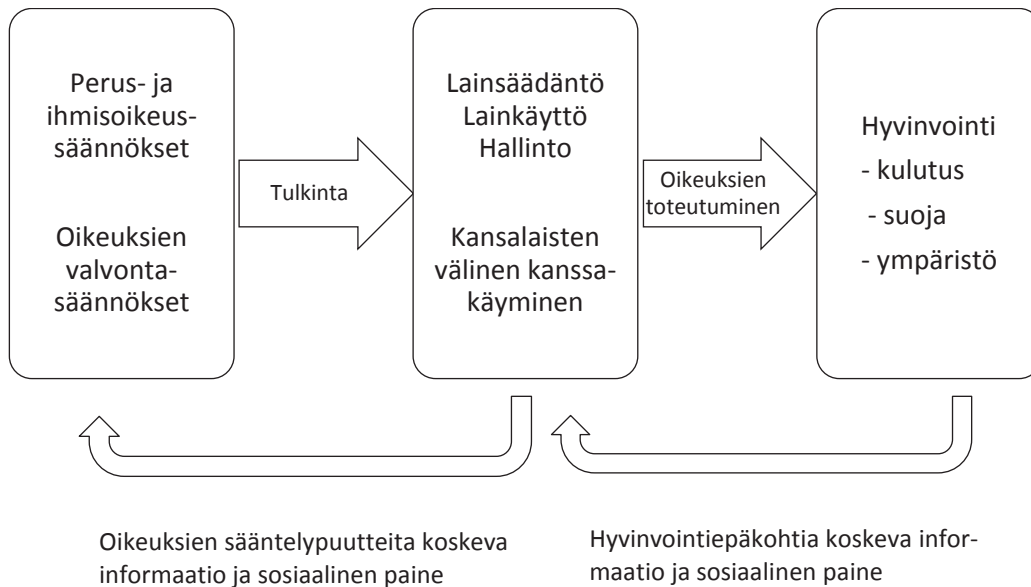 Perus- ja
ihmisoikeus-
säännökset
Oikeuksien
valvonta-
säännökset
Tulkinta
Lainsäädäntö
Lainkäyttö
Hallinto
Kansalaisten
välinen kanssa-
käyminen
Oikeuksien
toteutuminen
Hyvinvointi
- kulutus
- suoja
- ympäristö
Oikeuksien sääntelypuutteita koskeva
informaatio ja sosiaalinen paine
Hyvinvointiepäkohtia koskeva infor-
maatio ja sosiaalinen paine